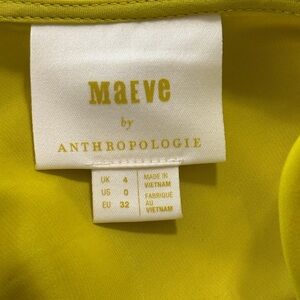 Maeve
by
ANTHROPOLOGIE
UK 4
US 0
EU 32
MADE IN
VIETNAM
FABRIQUÉ
AU
VIETNAM